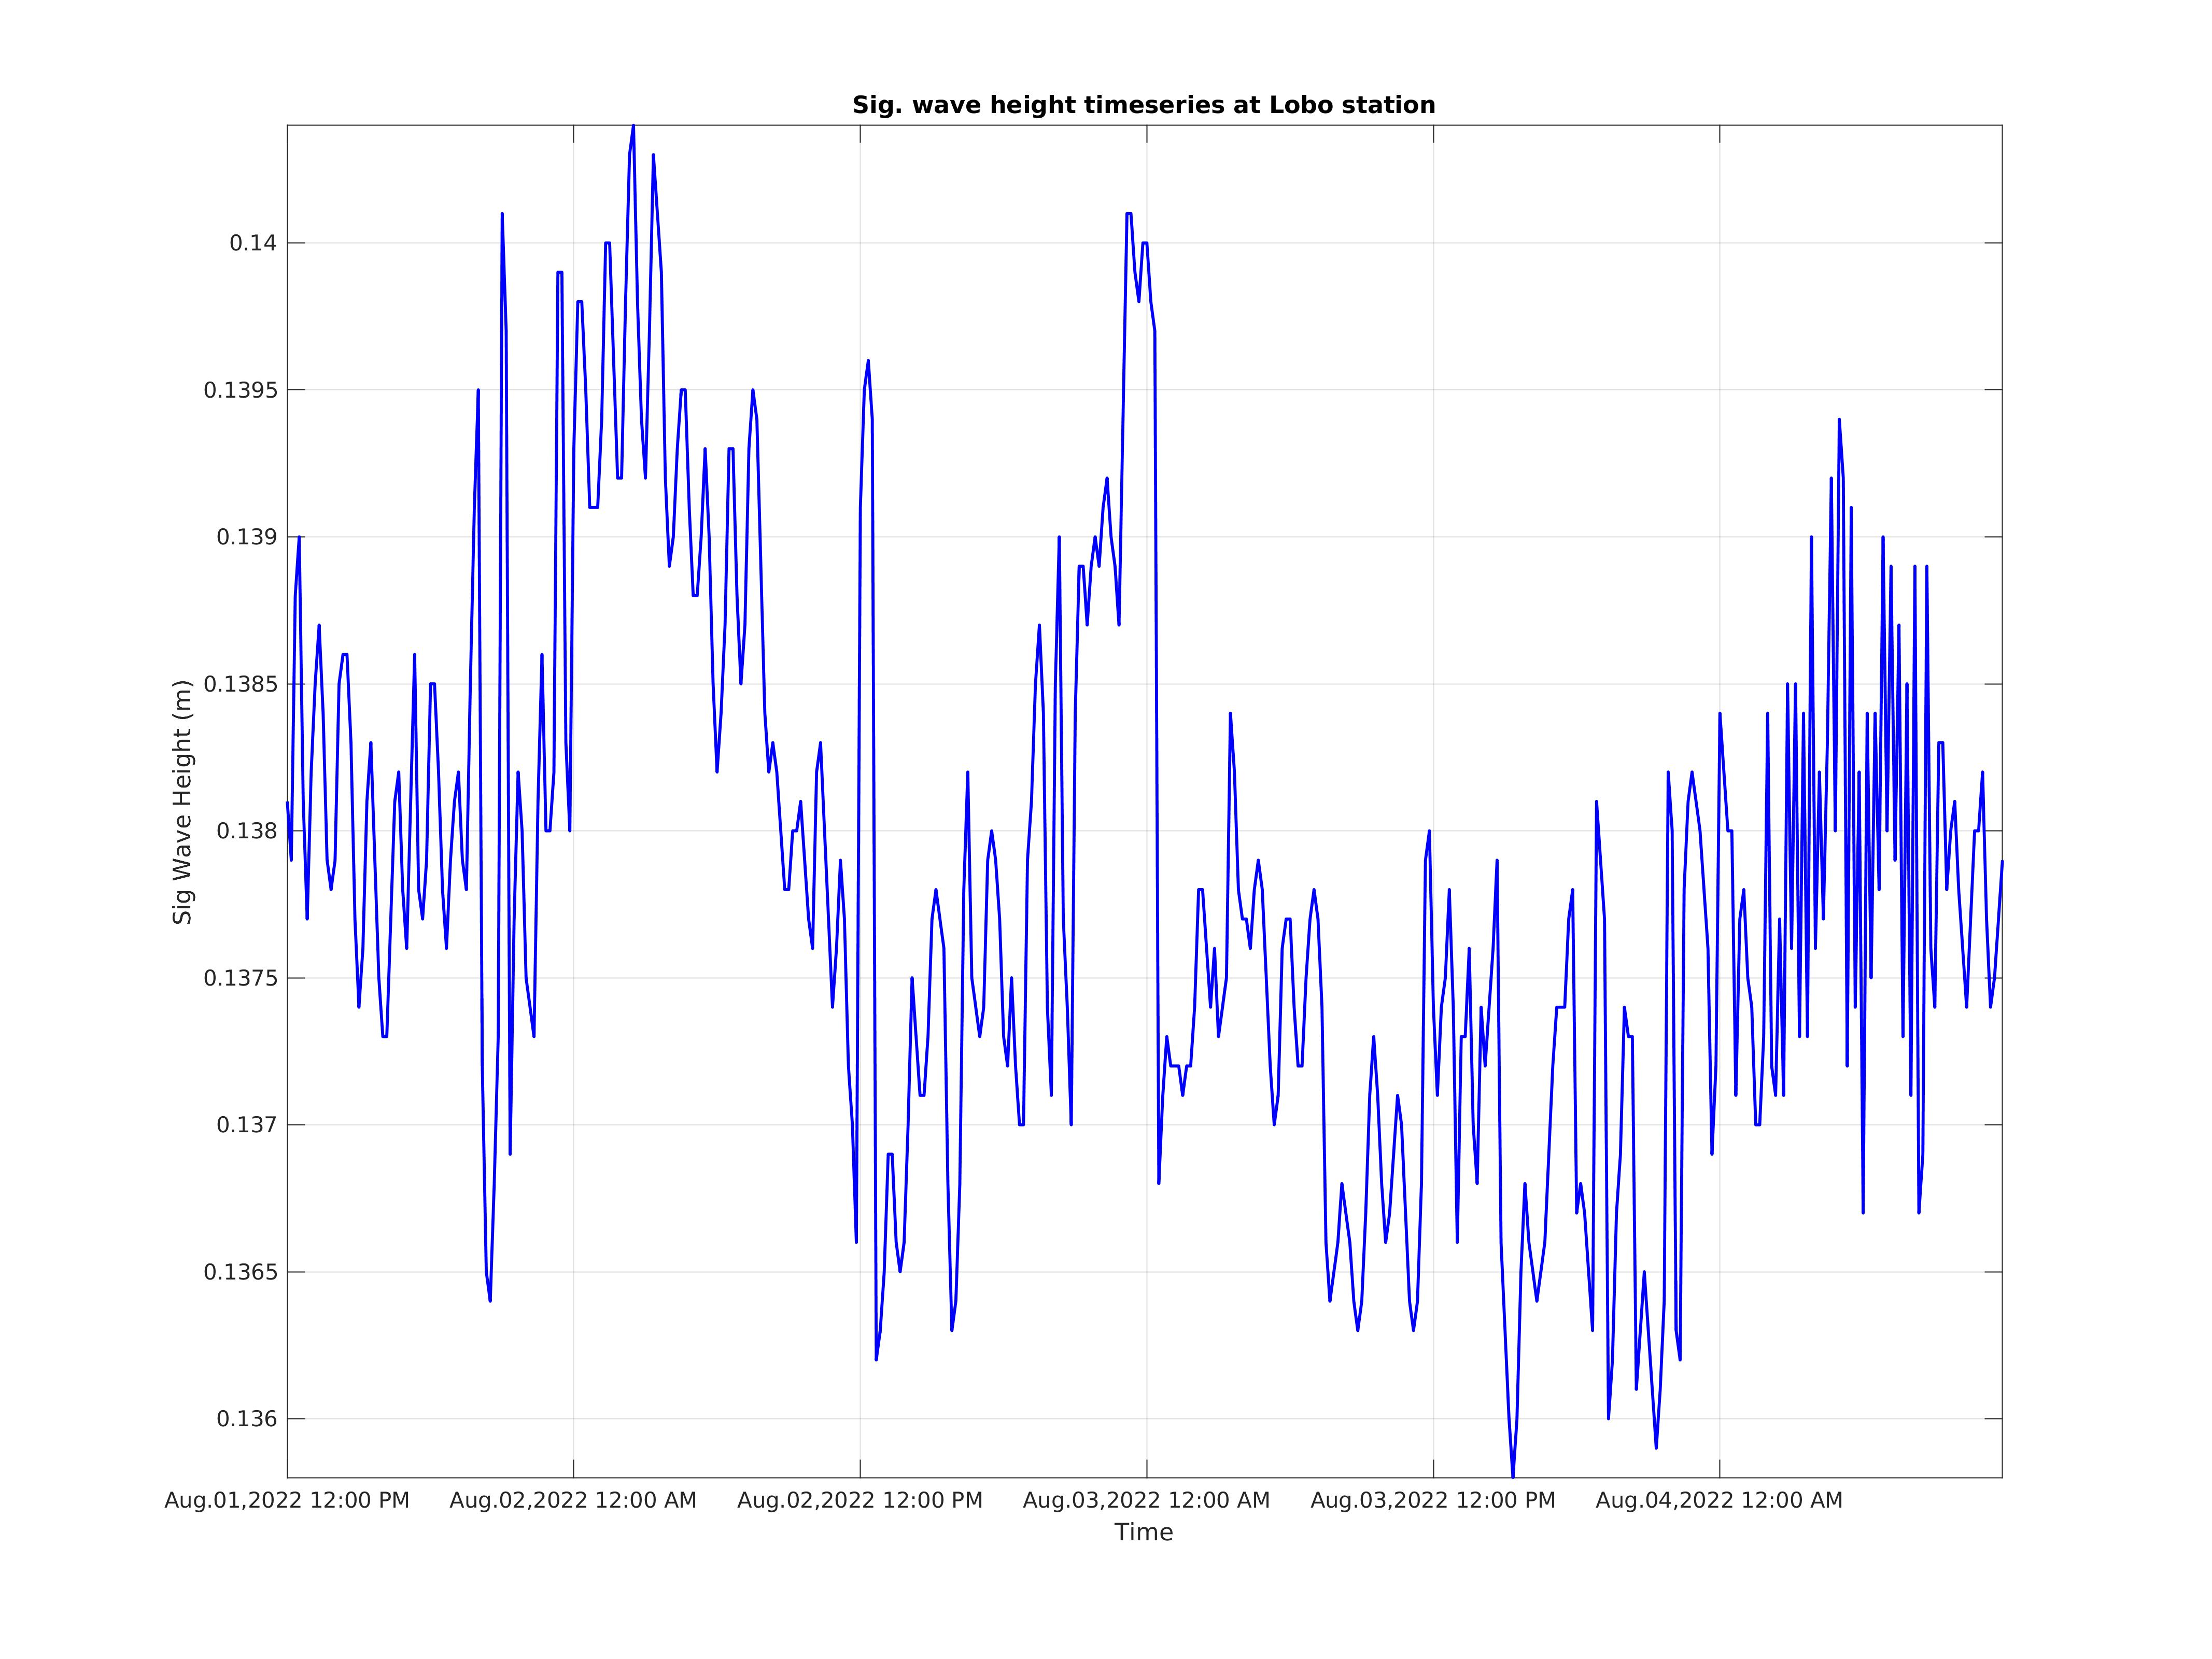 Sig. wave height timeseries at Lobo station
0.14
0.1395
0.139
0.1385
0.138
0.1375
0.137
0.1365
0.136
Sig Wave Height (m)
Aug.01,2022 12:00 PM
Aug.02,2022 12:00 AM
Aug.02,2022 12:00 PM
Aug.03,2022 12:00 AM
Aug.03,2022 12:00 PM
Aug.04,2022 12:00 AM
Time